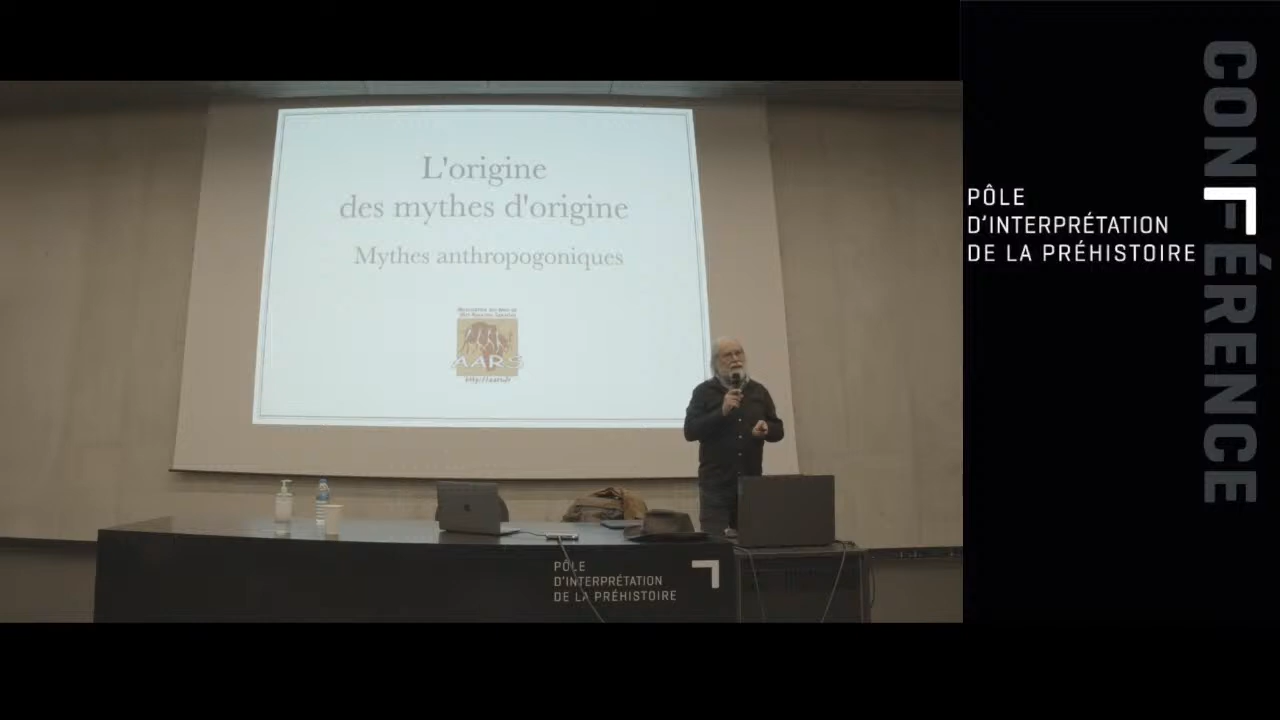 L'origine
des mythes d'origine
Mythes anthropogoniques
AARS
PÔLE
D'INTERPRÉTATION
DE LA PRÉHISTOIRE
PÔLE
D'INTERPRÉTATION
DE LA PRÉHISTOIRE
CONFÉRENCE